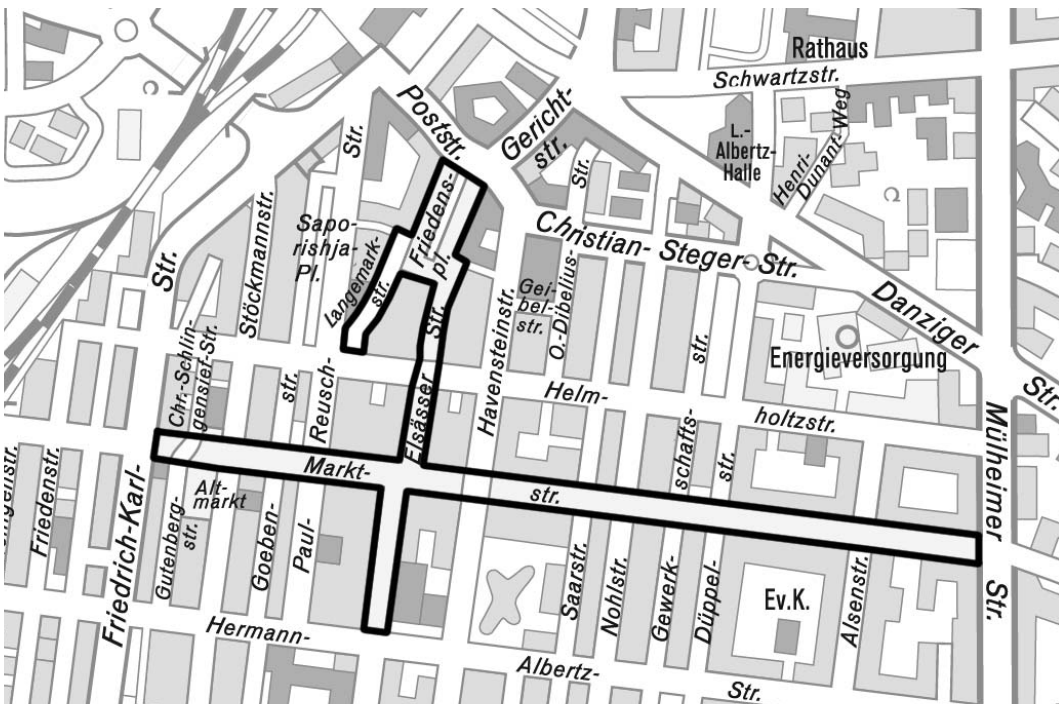 Rathaus
Schwartzstr.
Poststr.
Gericht-
str.
L.-
Albertz-
Halle
Henri-
Dunant-Weg
Str.
Str.
Friedens-
pl.
Sapo-
rishja-
Pl.
Langemark-
str.
Christian- Steger- Str.
Danziger
Str.
Str.
Stöckmannstr.
Str.
Gei-
bel-
str.
O.-Dibelius-
Havensteinstr.
Elsässer
str.
Energieversorgung
Chr.-Schlin-
gensief-Str.
str.
Reusch-
Helm-
holtzstr.
Mülheimer
Str.
Markt-
str.
schafts-
str.
Friedenstr.
Friedrich-Karl-
Alt-
markt
Gutenberg-
str.
Goeben-
Paul-
Saarstr.
Nohlstr.
Gewerk-
Düppel-
Ev.K.
Alsenstr.
Hermann-
Albertz-
Str.